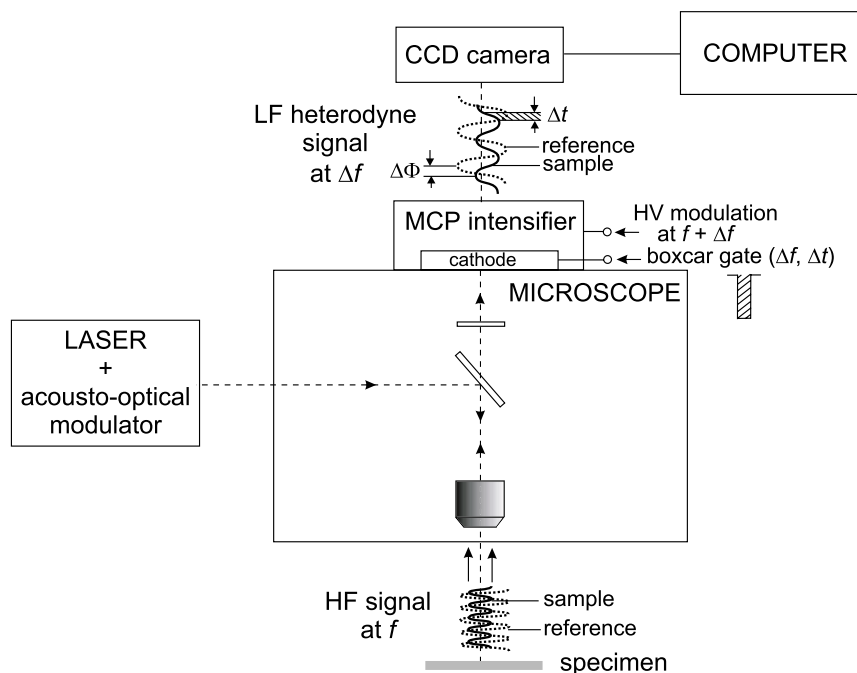 CCD camera
COMPUTER
LF heterodyne
signal
at Δf
Δt
reference
sample
ΔΦ
MCP intensifier
HV modulation
at f + Δf
cathode
boxcar gate (Δf, Δt)
MICROSCOPE
LASER
+
acousto-optical
modulator
HF signal
at f
sample
reference
specimen